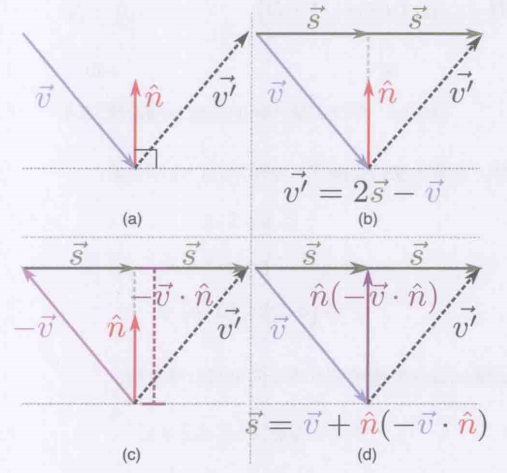 s⃗ s⃗
v⃗ n̂ v⃗'
(a)
v⃗ n̂ v⃗'
v⃗' = 2s⃗ − v⃗
(b)
s⃗ s⃗
−v⃗ · n̂
−v⃗ n̂ v⃗'
(c)
n̂(−v⃗ · n̂)
v⃗ v⃗'
s⃗ = v⃗ + n̂(−v⃗ · n̂)
(d)